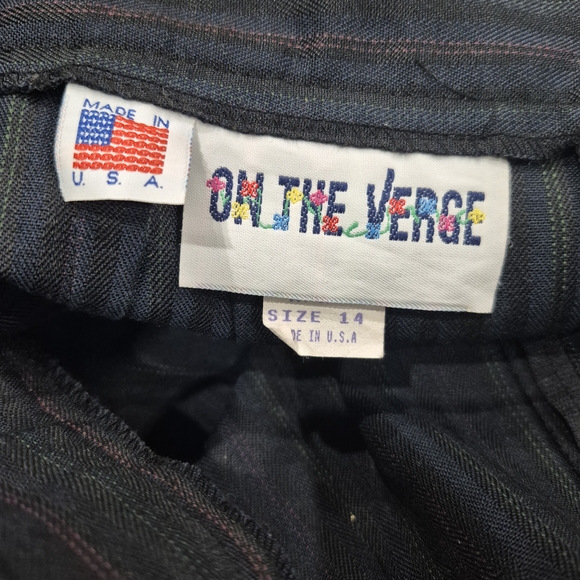 MADE IN
U. S. A.
ON THE VERGE
SIZE 14
DE IN U.S.A